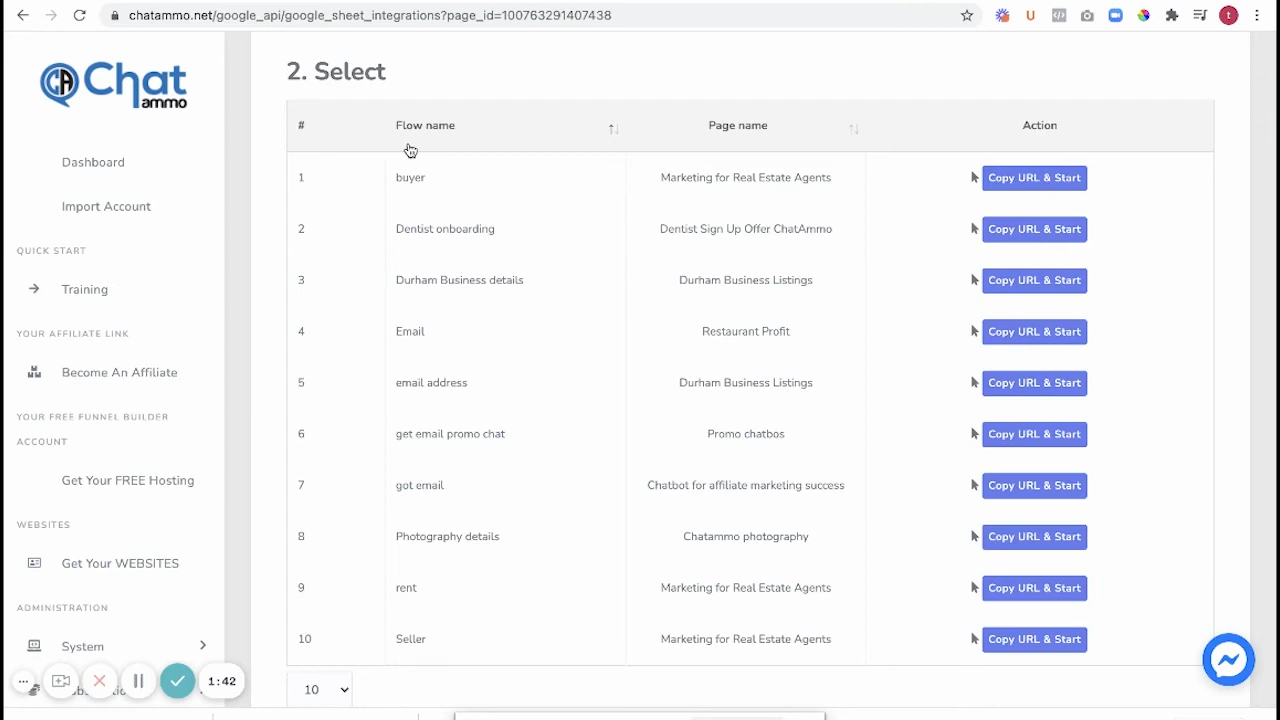 chatammo.net/google_api/google_sheet_integrations?page_id=100763291407438
U
t
CA Chat
ammo
Dashboard
Import Account
QUICK START
Training
YOUR AFFILIATE LINK
Become An Affiliate
YOUR FREE FUNNEL BUILDER
ACCOUNT
Get Your FREE Hosting
WEBSITES
Get Your WEBSITES
ADMINISTRATION
System
1:42
2. Select
# Flow name Page name Action
1 buyer Marketing for Real Estate Agents Copy URL & Start
2 Dentist onboarding Dentist Sign Up Offer ChatAmmo Copy URL & Start
3 Durham Business details Durham Business Listings Copy URL & Start
4 Email Restaurant Profit Copy URL & Start
5 email address Durham Business Listings Copy URL & Start
6 get email promo chat Promo chatbos Copy URL & Start
7 got email Chatbot for affiliate marketing success Copy URL & Start
8 Photography details Chatammo photography Copy URL & Start
9 rent Marketing for Real Estate Agents Copy URL & Start
10 Seller Marketing for Real Estate Agents Copy URL & Start
10